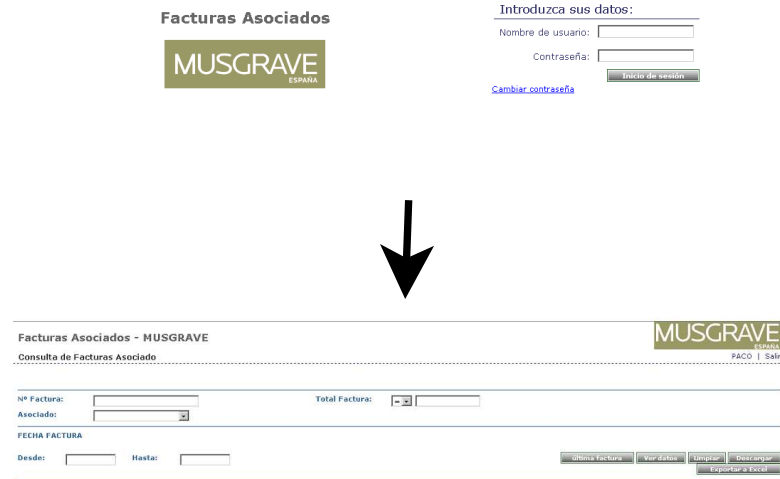 Facturas Asociados
MUSGRAVE
ESPAÑA
Introduzca sus datos:
Nombre de usuario:
Contraseña:
Inicio de sesión
Cambiar contraseña
MUSGRAVE
ESPAÑA
Facturas Asociados - MUSGRAVE
Consulta de Facturas Asociado
PACO | Salir
Nº Factura:
Total Factura: =
Asociado:
FECHA FACTURA
Desde: Hasta:
última factura Ver datos Limpiar Descargar
Exportar a Excel